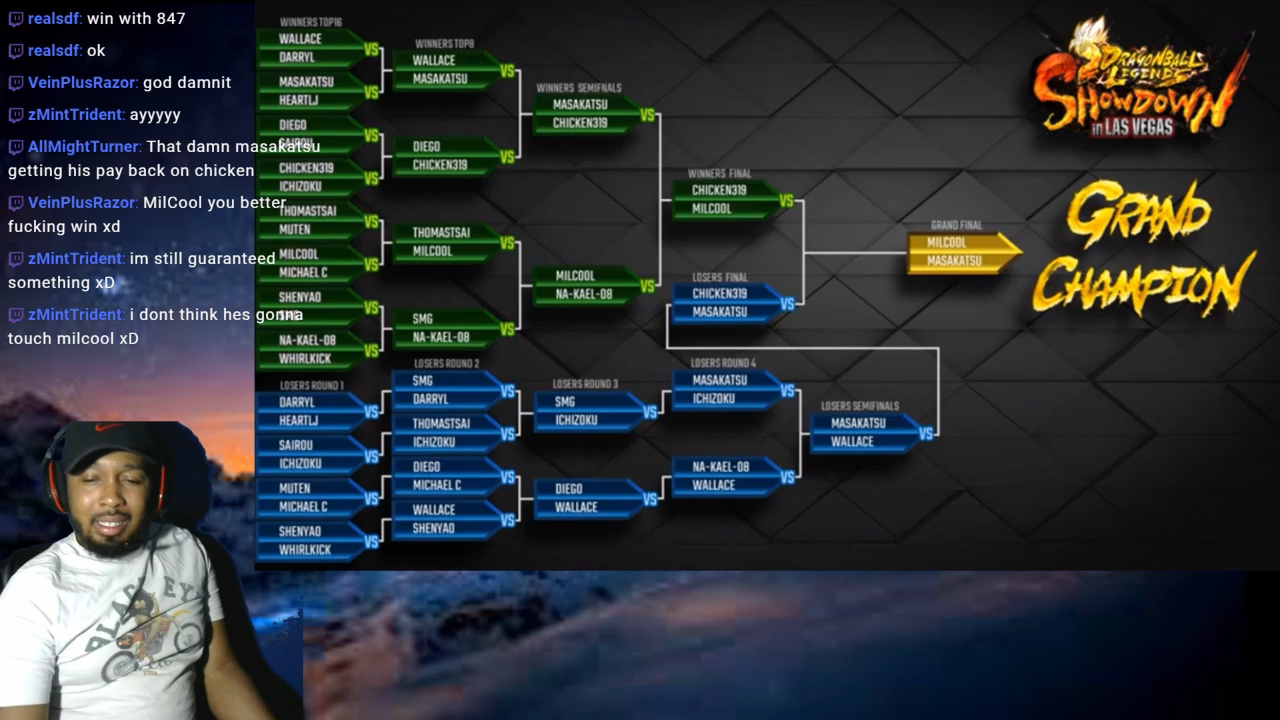 realsdf: win with 847
realsdf: ok
VeinPlusRazor: god damnit
zMintTrident: ayyyyy
AllMightTurner: That damn masakatsu
getting his pay back on chicken
VeinPlusRazor: MilCool you better
fucking win xd
zMintTrident: im still guaranteed
something xD
zMintTrident: i dont think hes gonna
touch milcool xD
WINNERS TOP16
WALLACE
DARRYL
VS
MASAKATSU
HEARTLJ
VS
DIEGO
SAIROU
VS
CHICKEN319
ICHIZOKU
VS
THOMASTSAI
MUTEN
VS
MILCOOL
MICHAEL C
VS
SHENYAO
VS
NA-KAEL-08
WHIRLKICK
VS
WINNERS TOP8
WALLACE
MASAKATSU
VS
DIEGO
CHICKEN319
VS
THOMASTSAI
MILCOOL
VS
SMG
NA-KAEL-08
VS
WINNERS SEMIFNALS
MASAKATSU
CHICKEN319
VS
MILCOOL
NA-KAEL-08
VS
WINNERS FINAL
CHICKEN319
MILCOOL
VS
LOSERS FINAL
CHICKEN319
MASAKATSU
VS
GRAND FINAL
MILCOOL
MASAKATSU
LOSERS ROUND 1
DARRYL
HEARTLJ
VS
SAIROU
ICHIZOKU
VS
MUTEN
MICHAEL C
VS
SHENYAO
WHIRLKICK
VS
LOSERS ROUND 2
SMG
DARRYL
VS
THOMASTSAI
ICHIZOKU
VS
DIEGO
MICHAEL C
VS
WALLACE
SHENYAO
VS
LOSERS ROUND 3
SMG
ICHIZOKU
VS
DIEGO
WALLACE
VS
LOSERS ROUND 4
MASAKATSU
ICHIZOKU
VS
NA-KAEL-08
WALLACE
VS
LOSERS SEMIFINALS
MASAKATSU
WALLACE
VS
DRAGONBALL
LEGENDS
SHOWDOWN
in LAS VEGAS
GRAND
CHAMPION